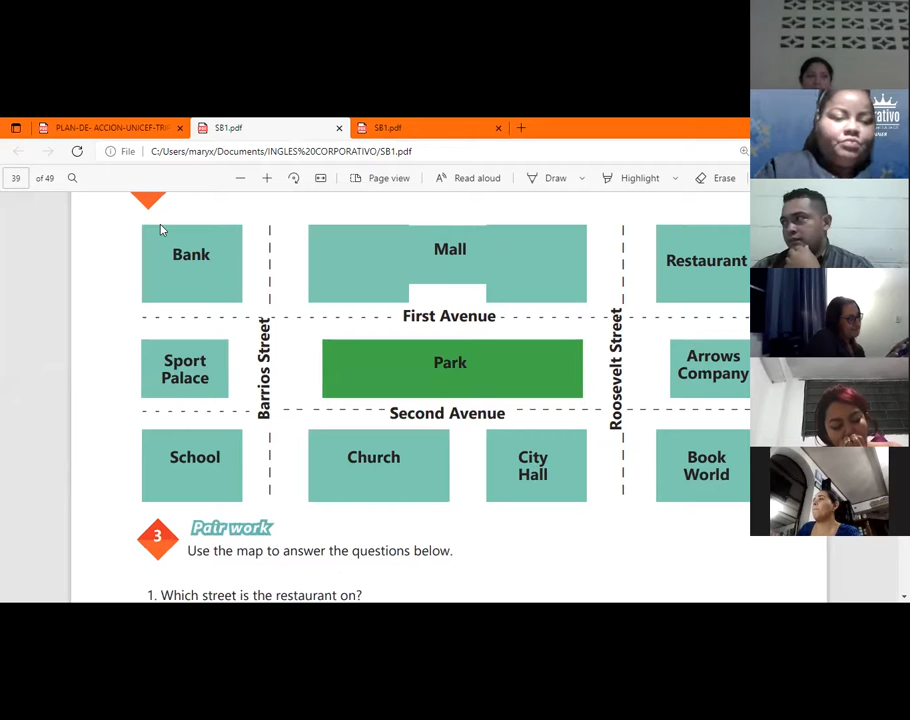 PLAN-DE- ACCION-UNICEF-TRI
SB1.pdf
SB1.pdf
File
C:/Users/maryx/Documents/INGLES%20CORPORATIVO/SB1.pdf
39
of 49
Page view
Read aloud
Draw
Highlight
Erase
Bank
Mall
Restaurant
First Avenue
Barrios Street
Roosevelt Street
Sport
Palace
Park
Arrows
Company
Second Avenue
School
Church
City
Hall
Book
World
3
Pair work
Use the map to answer the questions below.
1. Which street is the restaurant on?